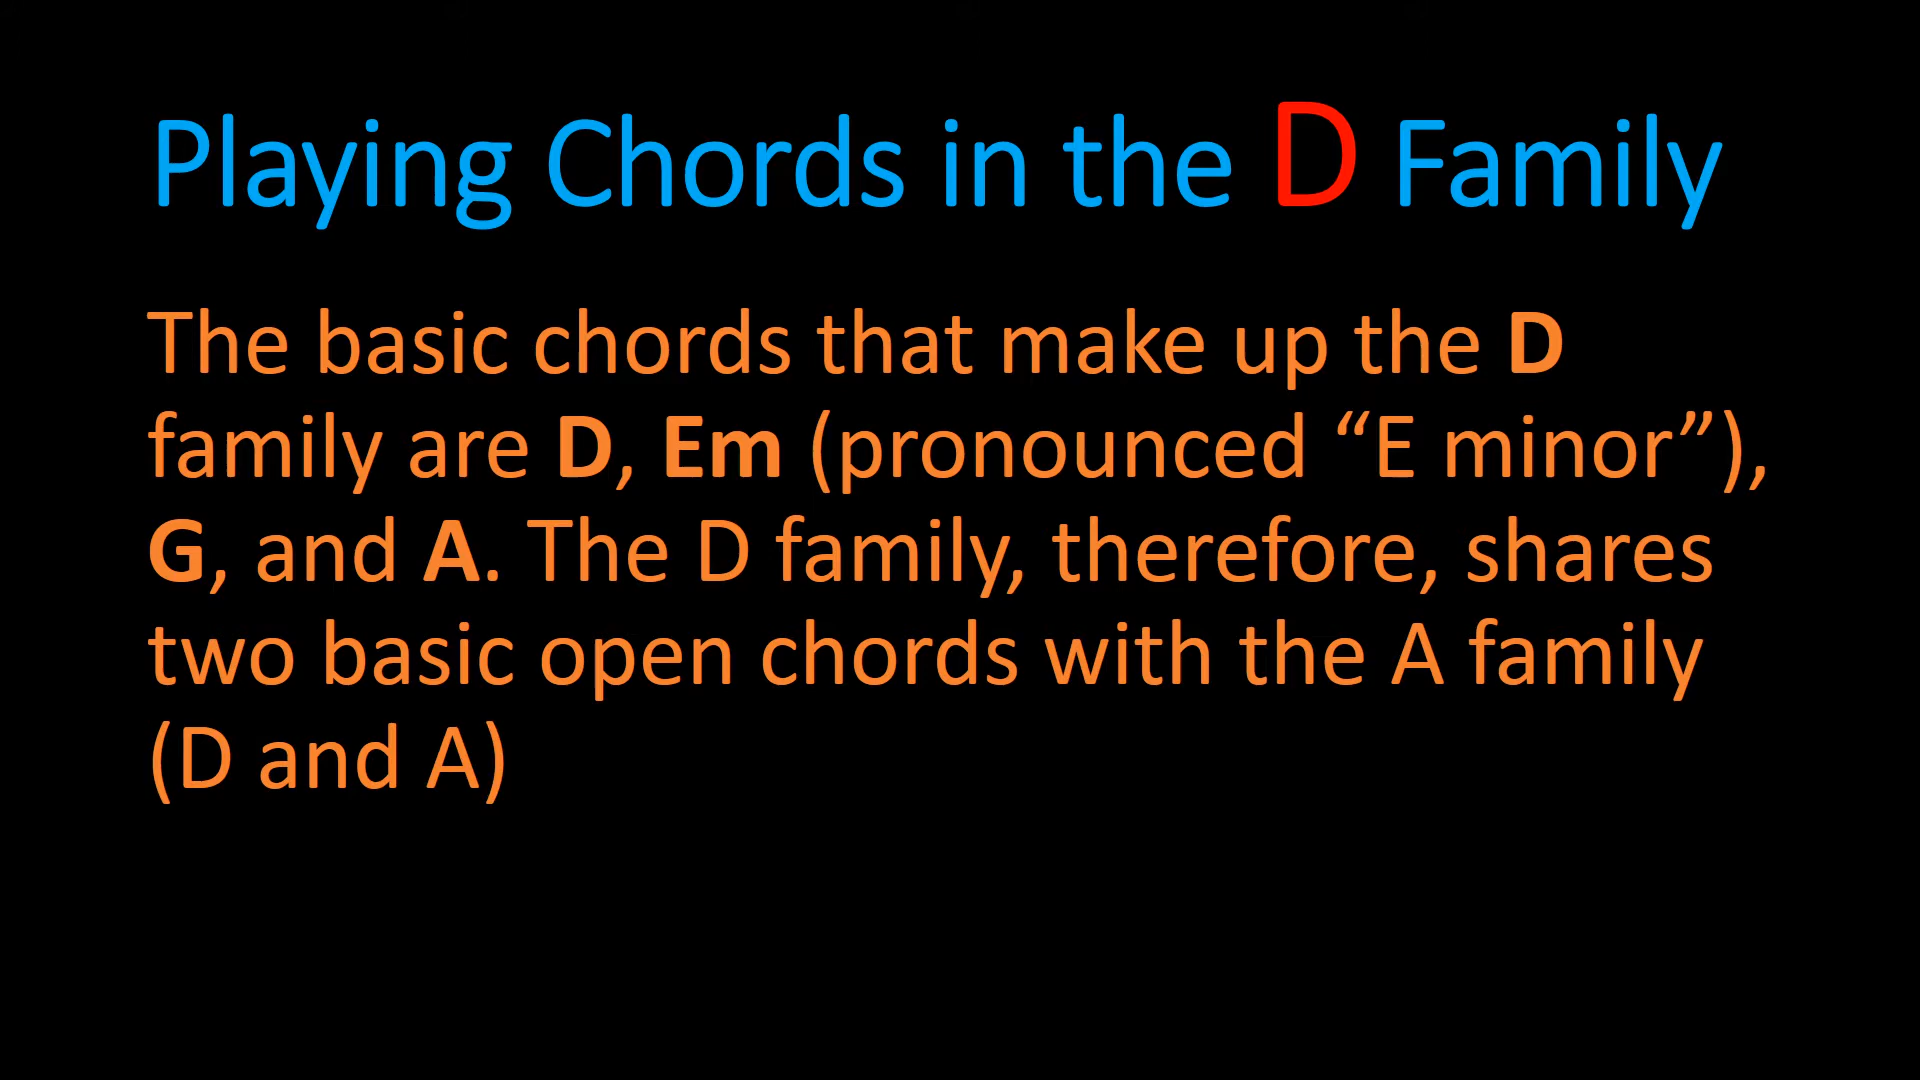 Playing Chords in the D Family
The basic chords that make up the D
family are D, Em (pronounced “E minor”),
G, and A. The D family, therefore, shares
two basic open chords with the A family
(D and A)